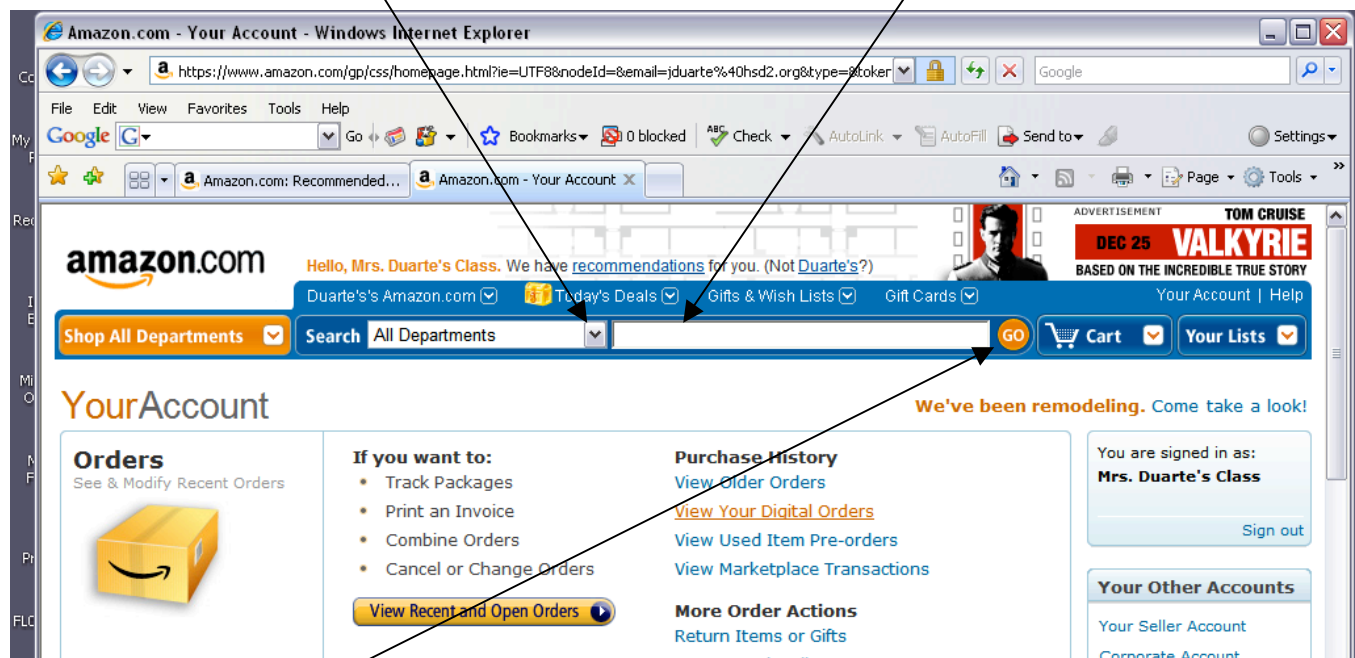 Amazon.com - Your Account - Windows Internet Explorer
https://www.amazon.com/gp/css/homepage.html?ie=UTF8&nodeId=&email=jduarte%40hsd2.org&type=&token
Google
File Edit View Favorites Tools Help
Google G Go Bookmarks 0 blocked ABC Check AutoLink AutoFill Send to Settings
Amazon.com: Recommended... Amazon.com - Your Account Page Tools
ADVERTISEMENT TOM CRUISE
DEC 25 VALKYRIE
BASED ON THE INCREDIBLE TRUE STORY
amazon.com Hello, Mrs. Duarte's Class. We have recommendations for you. (Not Duarte's?)
Duarte's's Amazon.com Today's Deals Gifts & Wish Lists Gift Cards Your Account | Help
Shop All Departments Search All Departments GO Cart Your Lists
YourAccount We've been remodeling. Come take a look!
Orders
See & Modify Recent Orders
If you want to:
• Track Packages
• Print an Invoice
• Combine Orders
• Cancel or Change Orders
View Recent and Open Orders
Purchase History
View Older Orders
View Your Digital Orders
View Used Item Pre-orders
View Marketplace Transactions
More Order Actions
Return Items or Gifts
You are signed in as:
Mrs. Duarte's Class
Sign out
Your Other Accounts
Your Seller Account
Corporate Account